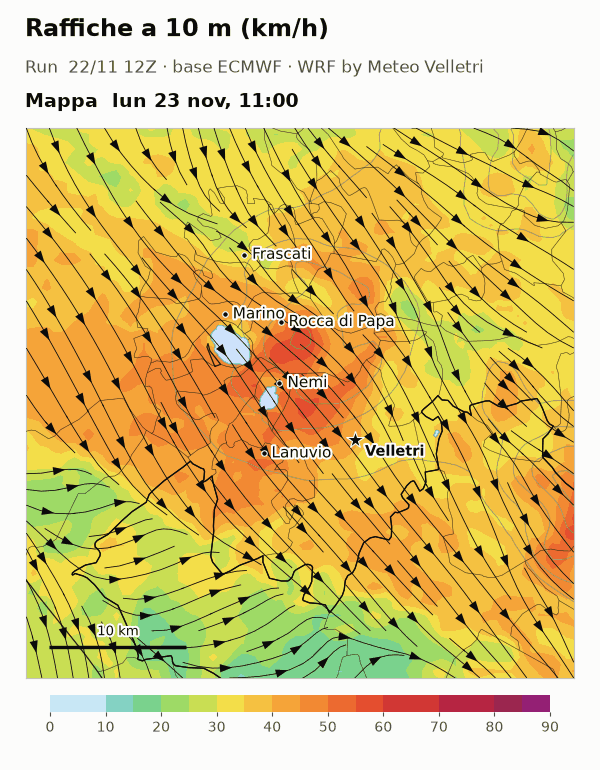 Raffiche a 10 m (km/h)
Run  22/11 12Z · base ECMWF · WRF by Meteo Velletri
Mappa  lun 23 nov, 11:00
Frascati
Marino
Rocca di Papa
Nemi
Velletri
Lanuvio
10 km
0 10 20 30 40 50 60 70 80 90